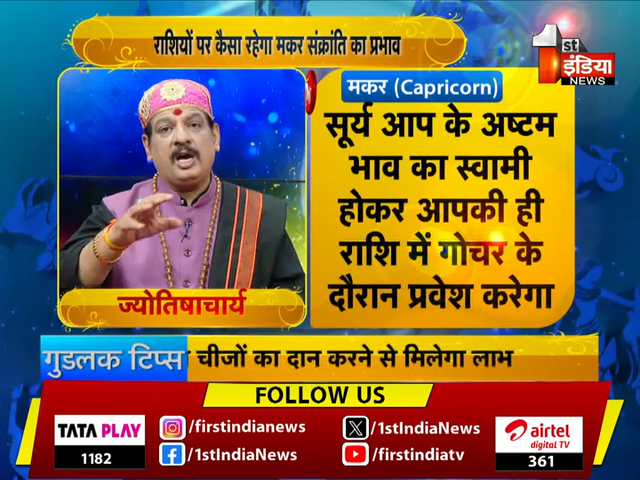 राशियों पर कैसा रहेगा मकर संक्रांति का प्रभाव
1st
इंडिया
NEWS
मकर (Capricorn)
सूर्य आप के अष्टम
भाव का स्वामी
होकर आपकी ही
राशि में गोचर के
दौरान प्रवेश करेगा
ज्योतिषाचार्य
गुडलक टिप्स
चीजों का दान करने से मिलेगा लाभ
FOLLOW US
TATA PLAY
1182
/firstindianews
/1stIndiaNews
/1stIndiaNews
/firstindiatv
airtel
digital TV
361